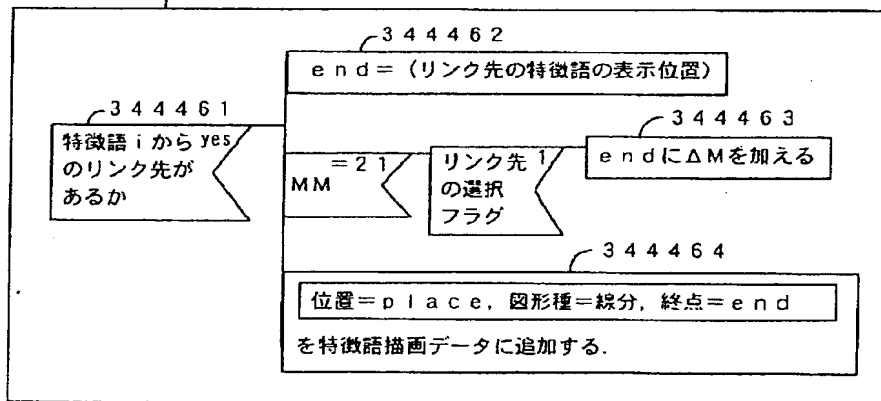 344462
end=(リンク先の特徴語の表示位置)
344461
特徴語iから yes
のリンク先が
あるか
MM =21
リンク先 1
の選択
フラグ
344463
endにΔMを加える
344464
位置=place, 図形種=線分, 終点=end
を特徴語描画データに追加する.